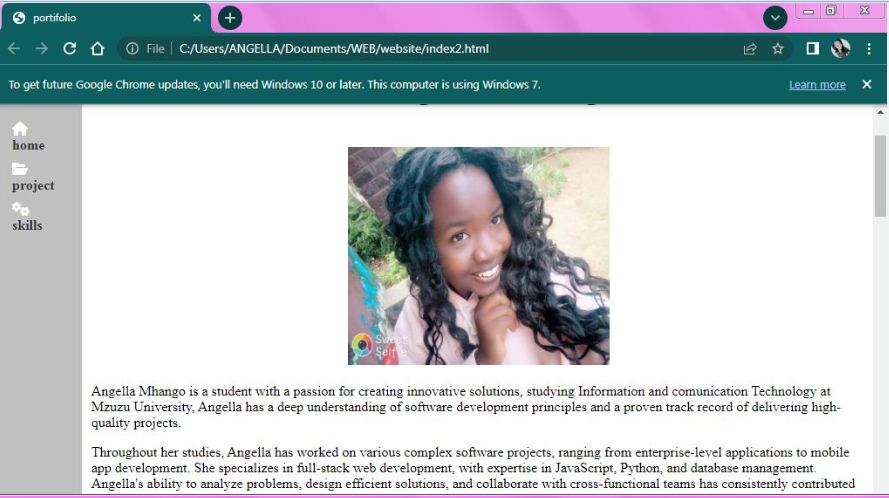 portifolio
File
C:/Users/ANGELLA/Documents/WEB/website/index2.html
To get future Google Chrome updates, you'll need Windows 10 or later. This computer is using Windows 7.
Learn more
home
project
skills
Sweet
Selfie
Angella Mhango is a student with a passion for creating innovative solutions, studying Information and comunication Technology at
Mzuzu University, Angella has a deep understanding of software development principles and a proven track record of delivering high-
quality projects.
Throughout her studies, Angella has worked on various complex software projects, ranging from enterprise-level applications to mobile
app development. She specializes in full-stack web development, with expertise in JavaScript, Python, and database management.
Angella's ability to analyze problems, design efficient solutions, and collaborate with cross-functional teams has consistently contributed